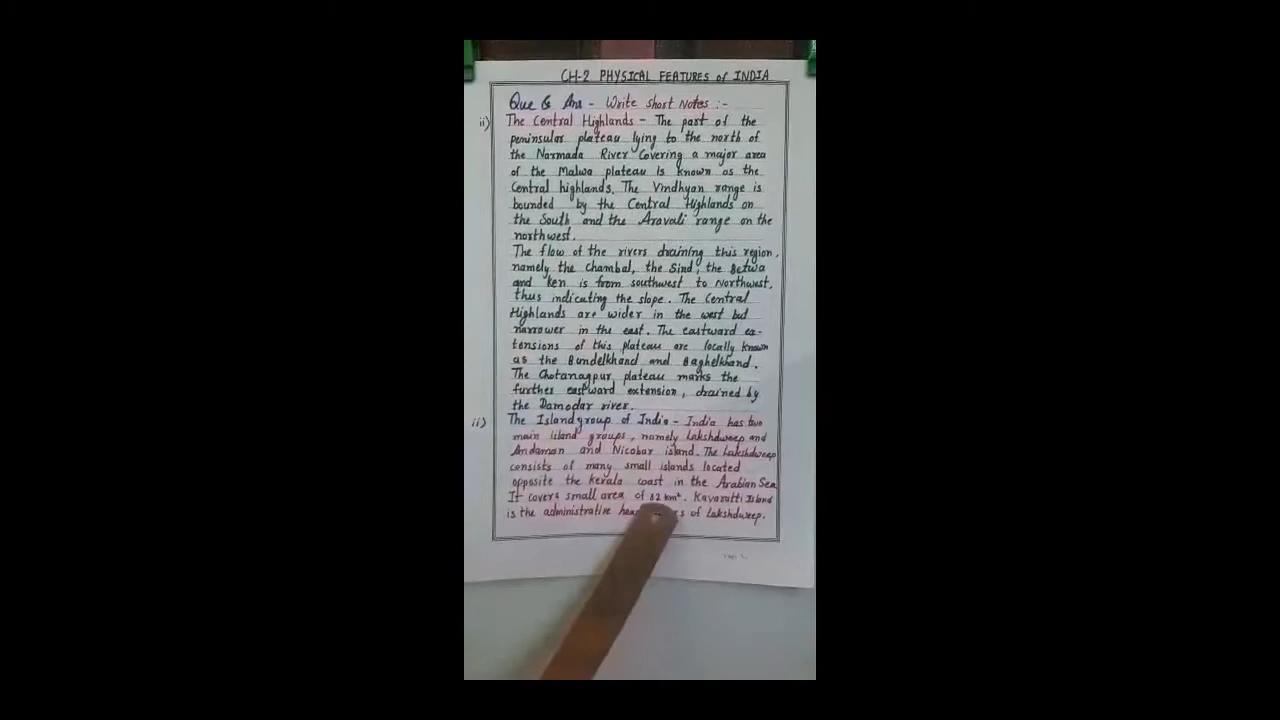 CH-2 PHYSICAL FEATURES of INDIA
Que & Ans - Write Short Notes :-
ii) The Central Highlands - The part of the
peninsular plateau lying to the north of
the Narmada River Covering a major area
of the Malwa plateau is known as the
Central highlands. The Vindhyan range is
bounded by the Central Highlands on
the South and the Aravali range on the
northwest.
The flow of the rivers draining this region,
namely the Chambal, the Sind, the Betwa
and Ken is from southwest to Northwest,
thus indicating the slope. The Central
Highlands are wider in the west but
narrower in the east. The eastward ex-
tensions of this plateau are locally known
as the Bundelkhand and Baghelkhand.
The Chotanagpur plateau marks the
further eastward extension, drained by
the Damodar river.
ii) The Island group of India - India has two
main island groups, namely Lakshdweep and
Andaman and Nicobar island. The Lakshdweep
consists of many small islands located
opposite the kerala coast in the Arabian Sea
It covers small area of 32 km². Kavaratti Island
is the administrative of Lakshdweep.